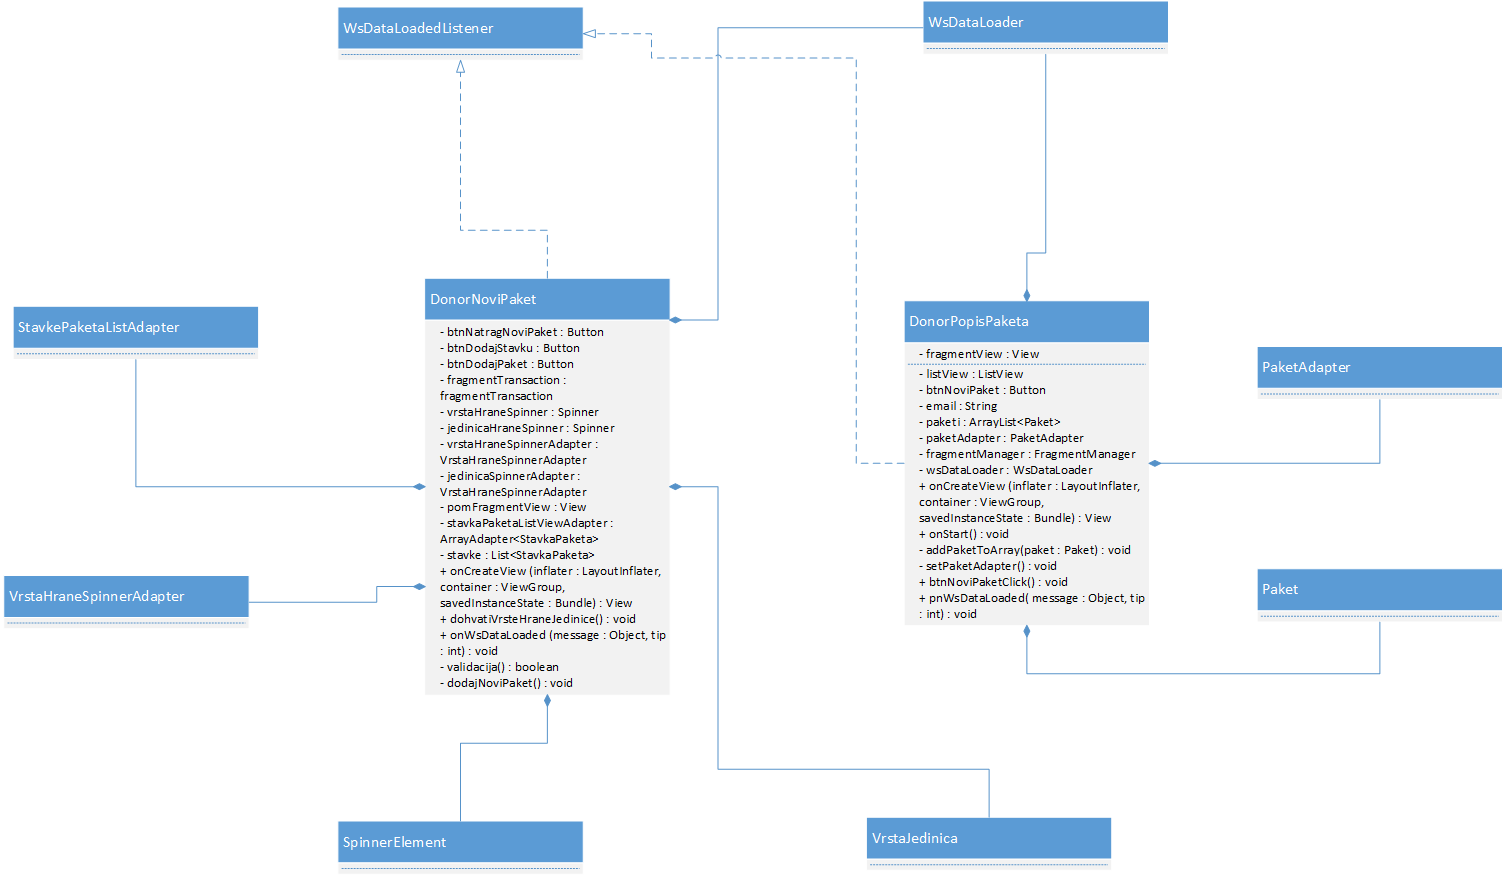 WsDataLoadedListener
WsDataLoader
DonorNoviPaket
- btnNatragNoviPaket : Button
- btnDodajStavku : Button
- btnDodajPaket : Button
- fragmentTransaction :
fragmentTransaction
- vrstaHraneSpinner : Spinner
- jedinicaHraneSpinner : Spinner
- vrstaHraneSpinnerAdapter :
VrstaHraneSpinnerAdapter
- jedinicaSpinnerAdapter :
VrstaHraneSpinnerAdapter
- pomFragmentView : View
- stavkaPaketaListViewAdapter :
ArrayAdapter<StavkaPaketa>
- stavke : List<StavkaPaketa>
+ onCreateView (inflater : LayoutInflater,
container : ViewGroup,
savedInstanceState : Bundle) : View
+ dohvatiVrsteHraneJedinice() : void
+ onWsDataLoaded (message : Object, tip
: int) : void
- validacija() : boolean
- dodajNoviPaket() : void
StavkePaketaListAdapter
DonorPopisPaketa
- fragmentView : View
- listView : ListView
- btnNoviPaket : Button
- email : String
- paketi : ArrayList<Paket>
- paketAdapter : PaketAdapter
- fragmentManager : FragmentManager
- wsDataLoader : WsDataLoader
+ onCreateView (inflater : LayoutInflater,
container : ViewGroup,
savedInstanceState : Bundle) : View
+ onStart() : void
- addPaketToArray(paket : Paket) : void
- setPaketAdapter() : void
+ btnNoviPaketClick() : void
+ pnWsDataLoaded( message : Object, tip
: int) : void
PaketAdapter
VrstaHraneSpinnerAdapter
Paket
SpinnerElement
VrstaJedinica